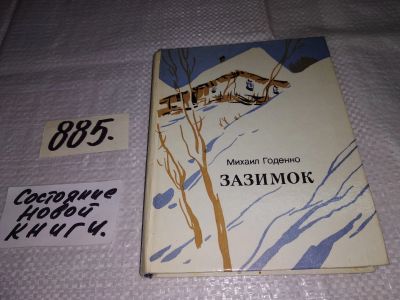 885.
Михаил Годенко
ЗАЗИМОК
Состояние
новой
книги.